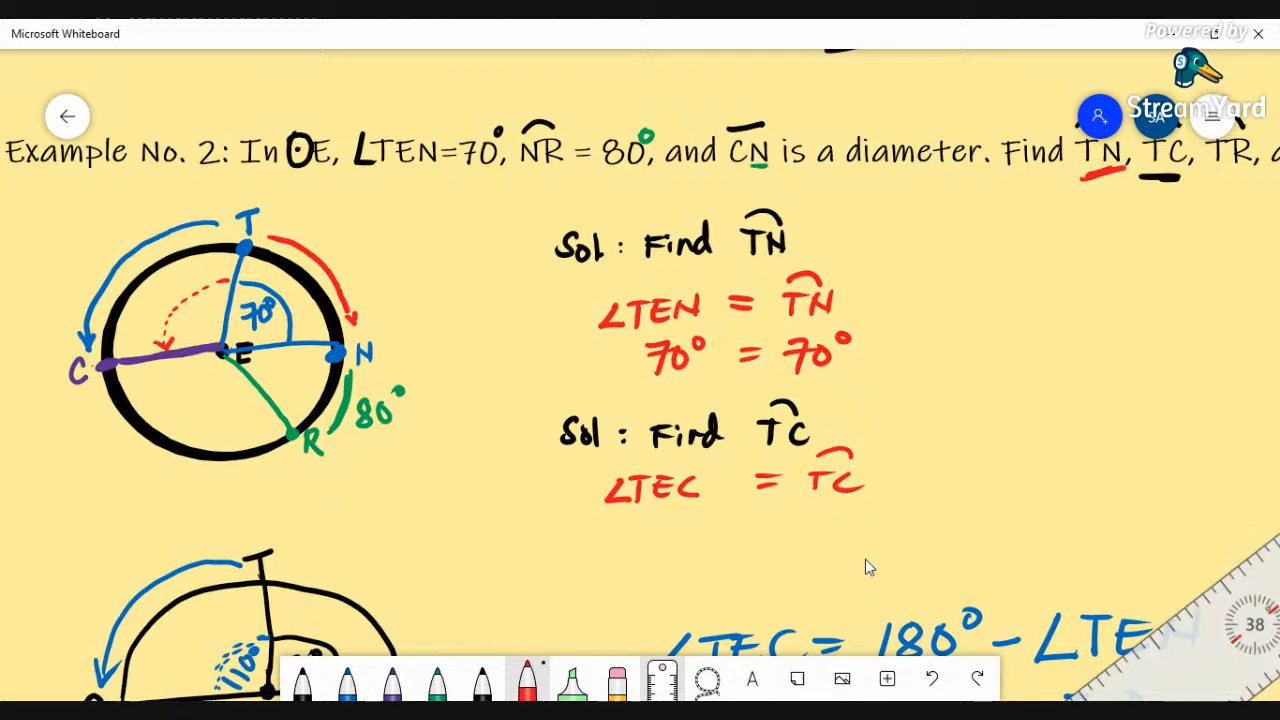 Microsoft Whiteboard
Powered by
StreamYard
SA
Example No. 2: In ⊙E, ∠TEN=70°, NR = 80°, and CN is a diameter. Find TN, TC, TR,
T
70°
C
E
N
80°
R
Sol : Find TN
∠TEN = TN
70° = 70°
Sol : Find TC
∠TEC = TC
T
110°
∠TEC = 180° - ∠TEN
38